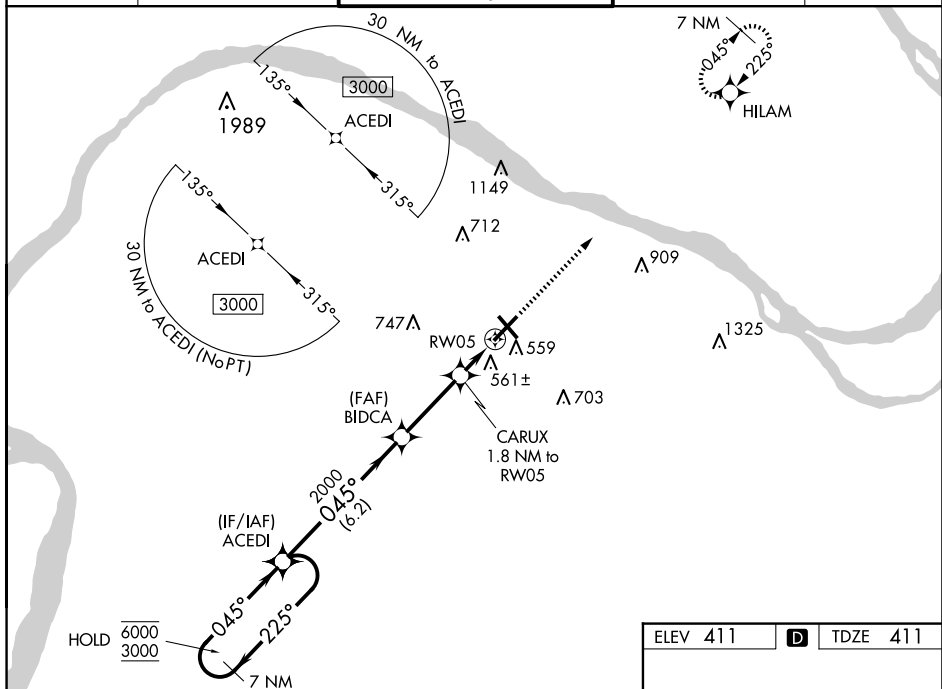 30 NM to ACEDI
7 NM
045°
225°
HILAM
135°
3000
1989
ACEDI
315°
1149
712
135°
ACEDI
315°
3000
30 NM to ACEDI (NoPT)
909
747
RW05
559
1325
561±
703
(FAF)
BIDCA
CARUX
1.8 NM to
RW05
2000
045°
(6.2)
(IF/IAF)
ACEDI
045°
225°
HOLD
6000
3000
7 NM
ELEV 411 D TDZE 411